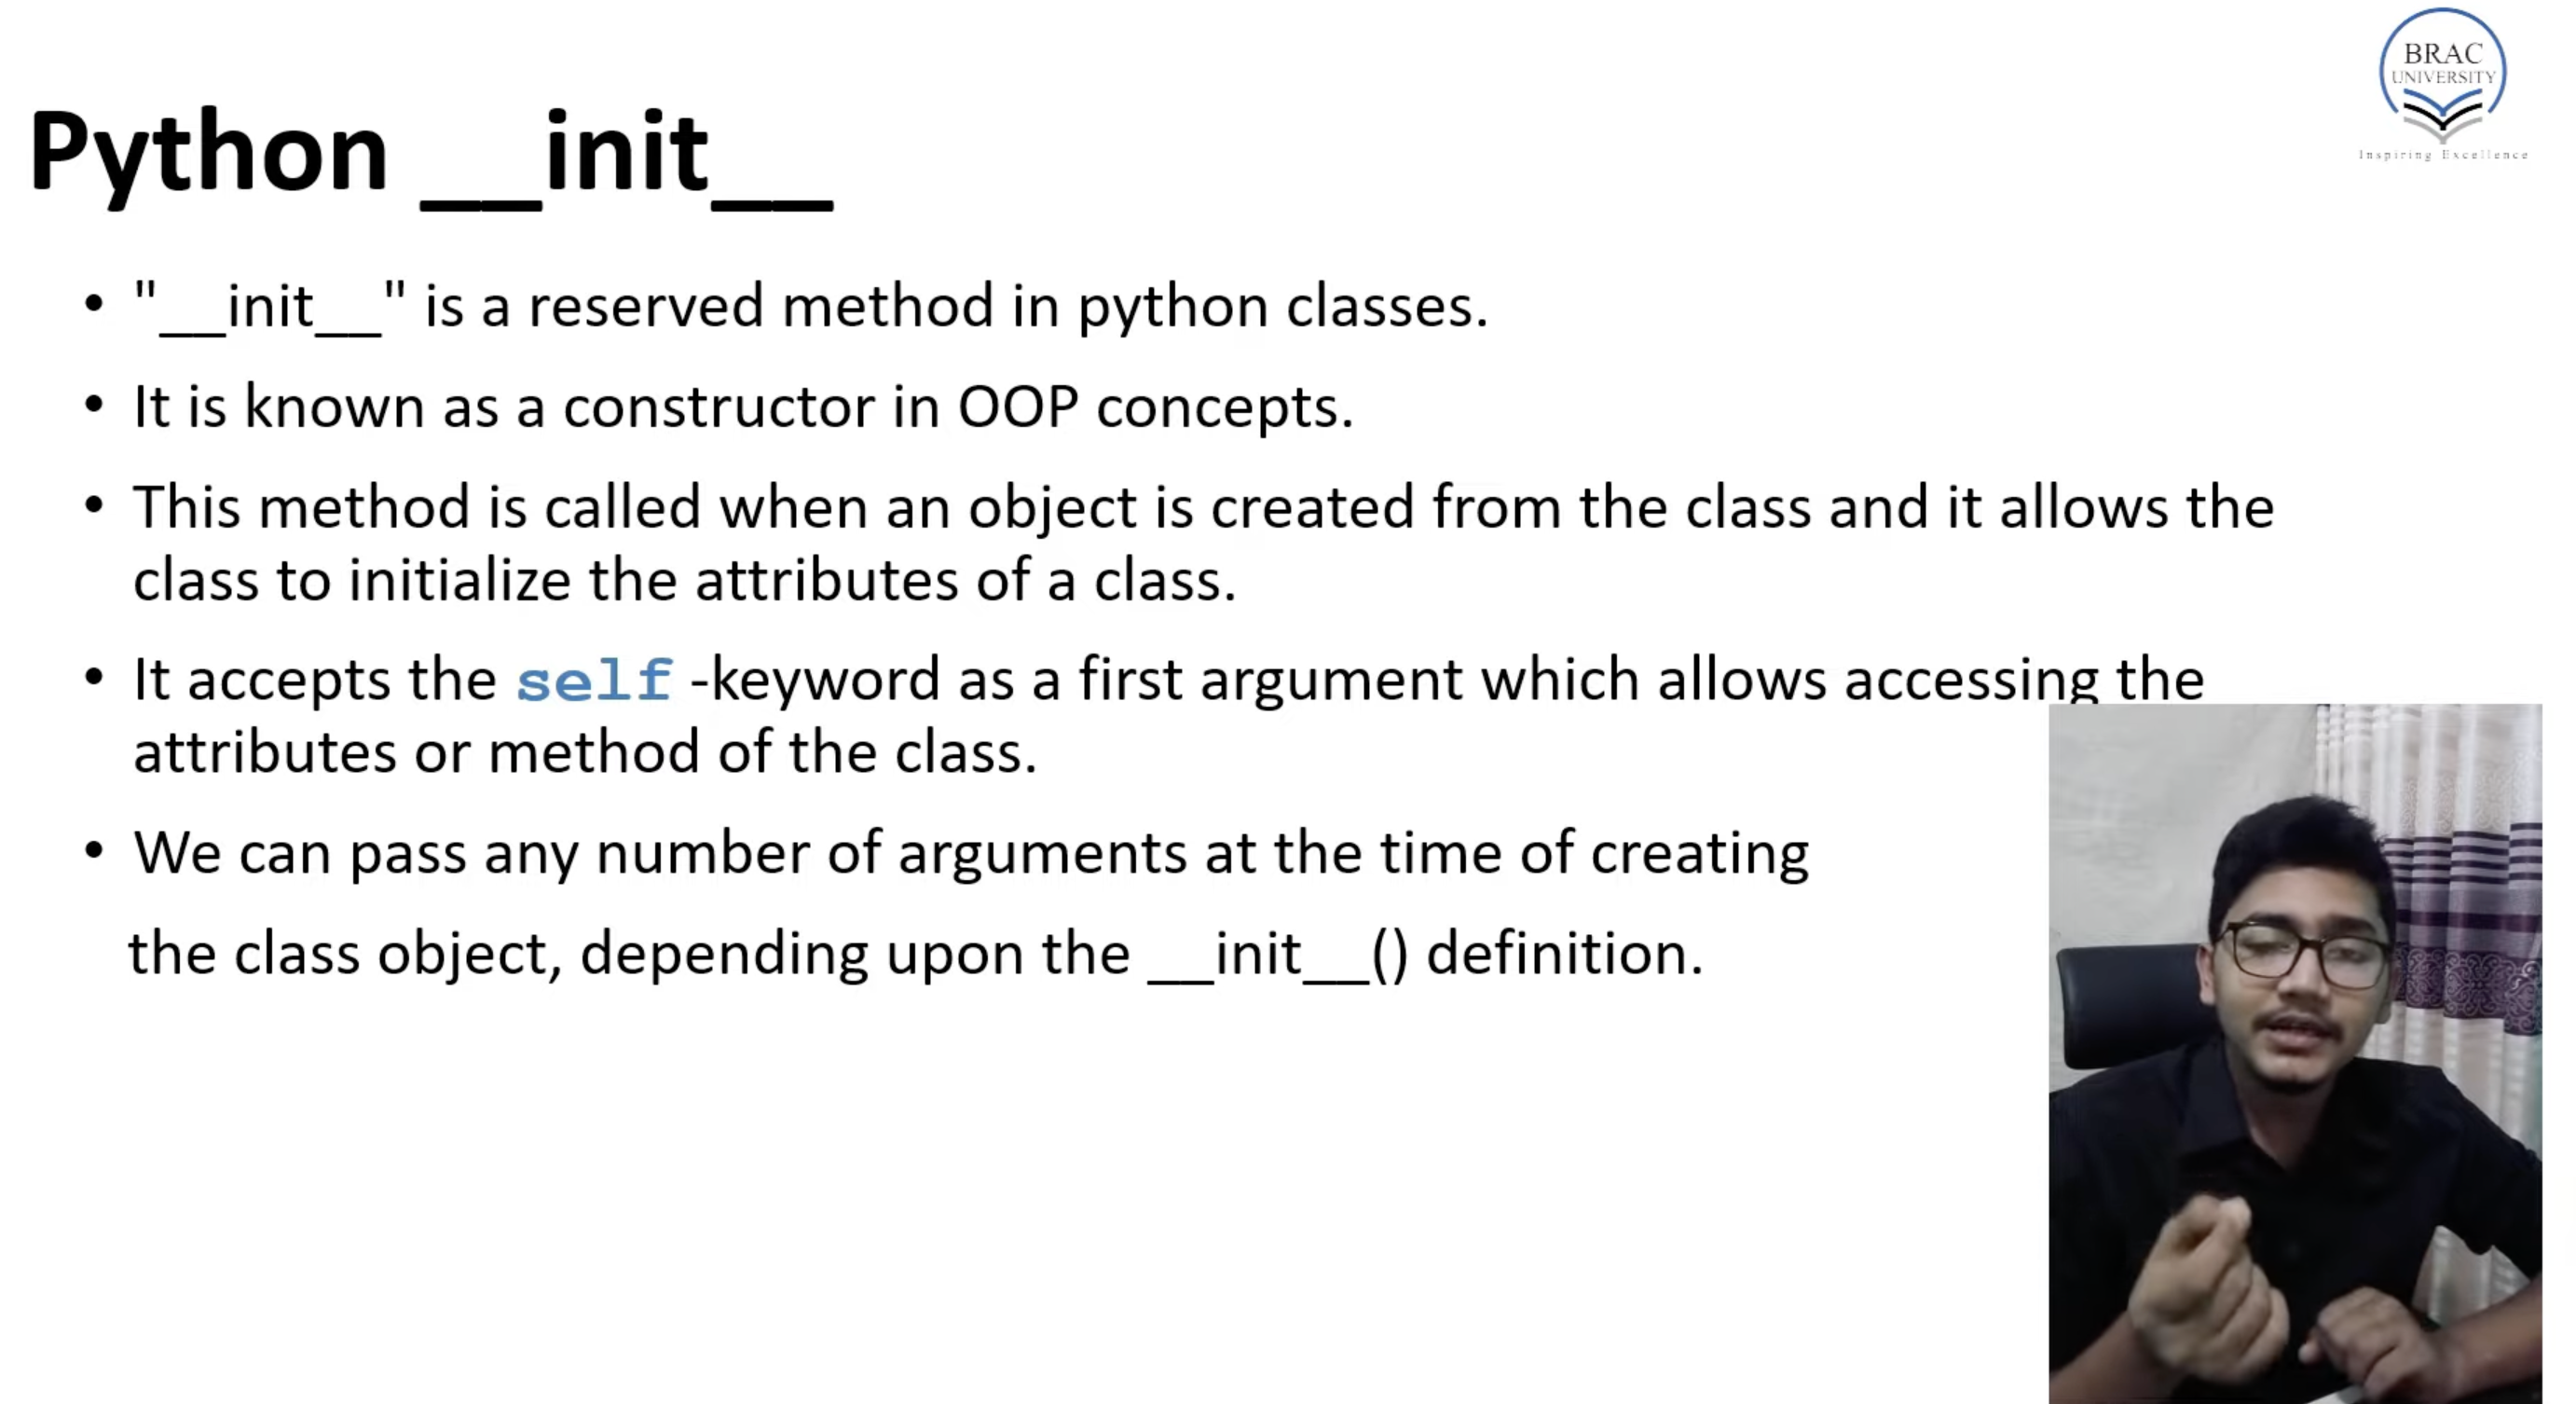 BRAC
UNIVERSITY
Inspiring Excellence
Python __init__
• "__init__" is a reserved method in python classes.
• It is known as a constructor in OOP concepts.
• This method is called when an object is created from the class and it allows the
class to initialize the attributes of a class.
• It accepts the self -keyword as a first argument which allows accessing the
attributes or method of the class.
• We can pass any number of arguments at the time of creating
the class object, depending upon the __init__() definition.